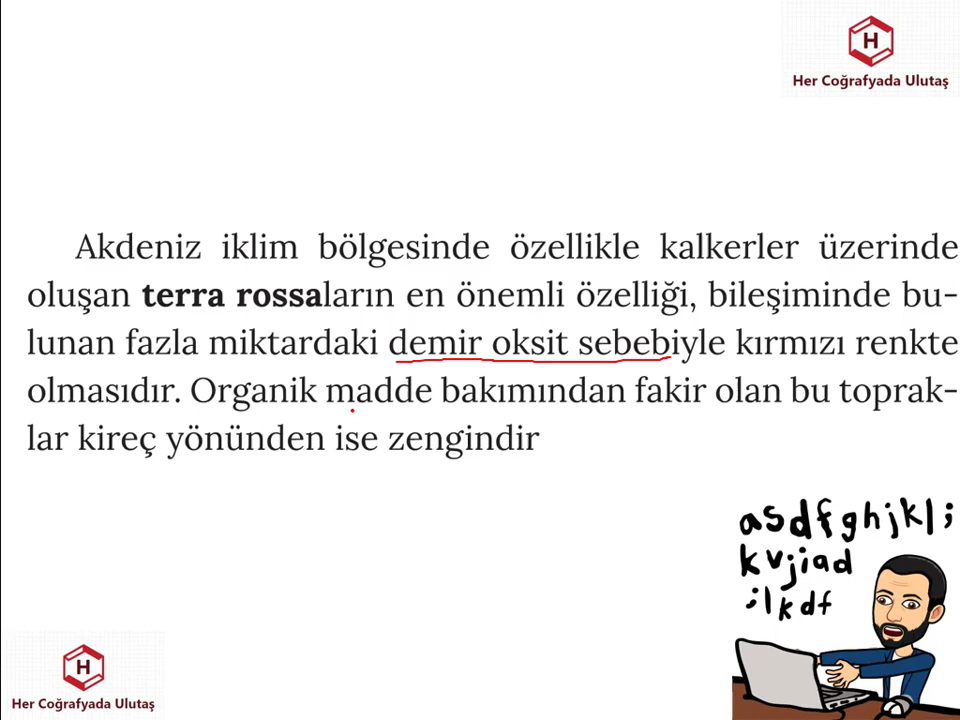 H
Her Coğrafyada Ulutaş
Akdeniz iklim bölgesinde özellikle kalkerler üzerinde
oluşan terra rossaların en önemli özelliği, bileşiminde bu-
lunan fazla miktardaki demir oksit sebebiyle kırmızı renkte
olmasıdır. Organik madde bakımından fakir olan bu toprak-
lar kireç yönünden ise zengindir
asdfghjkl;
kvjiad
;lkdf
H
Her Coğrafyada Ulutaş